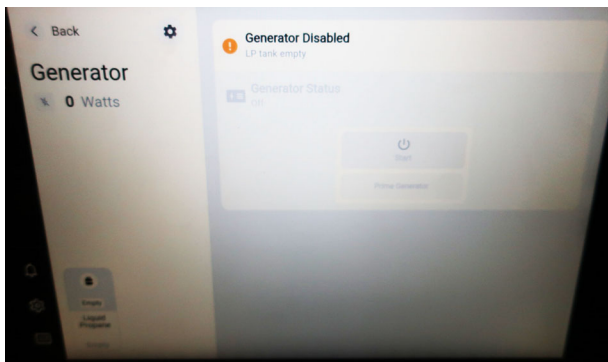 Back
Generator
0 Watts
Generator Disabled
LP tank empty
Generator Status
Off
Start
Prime Generator
Empty
Liquid
Propane